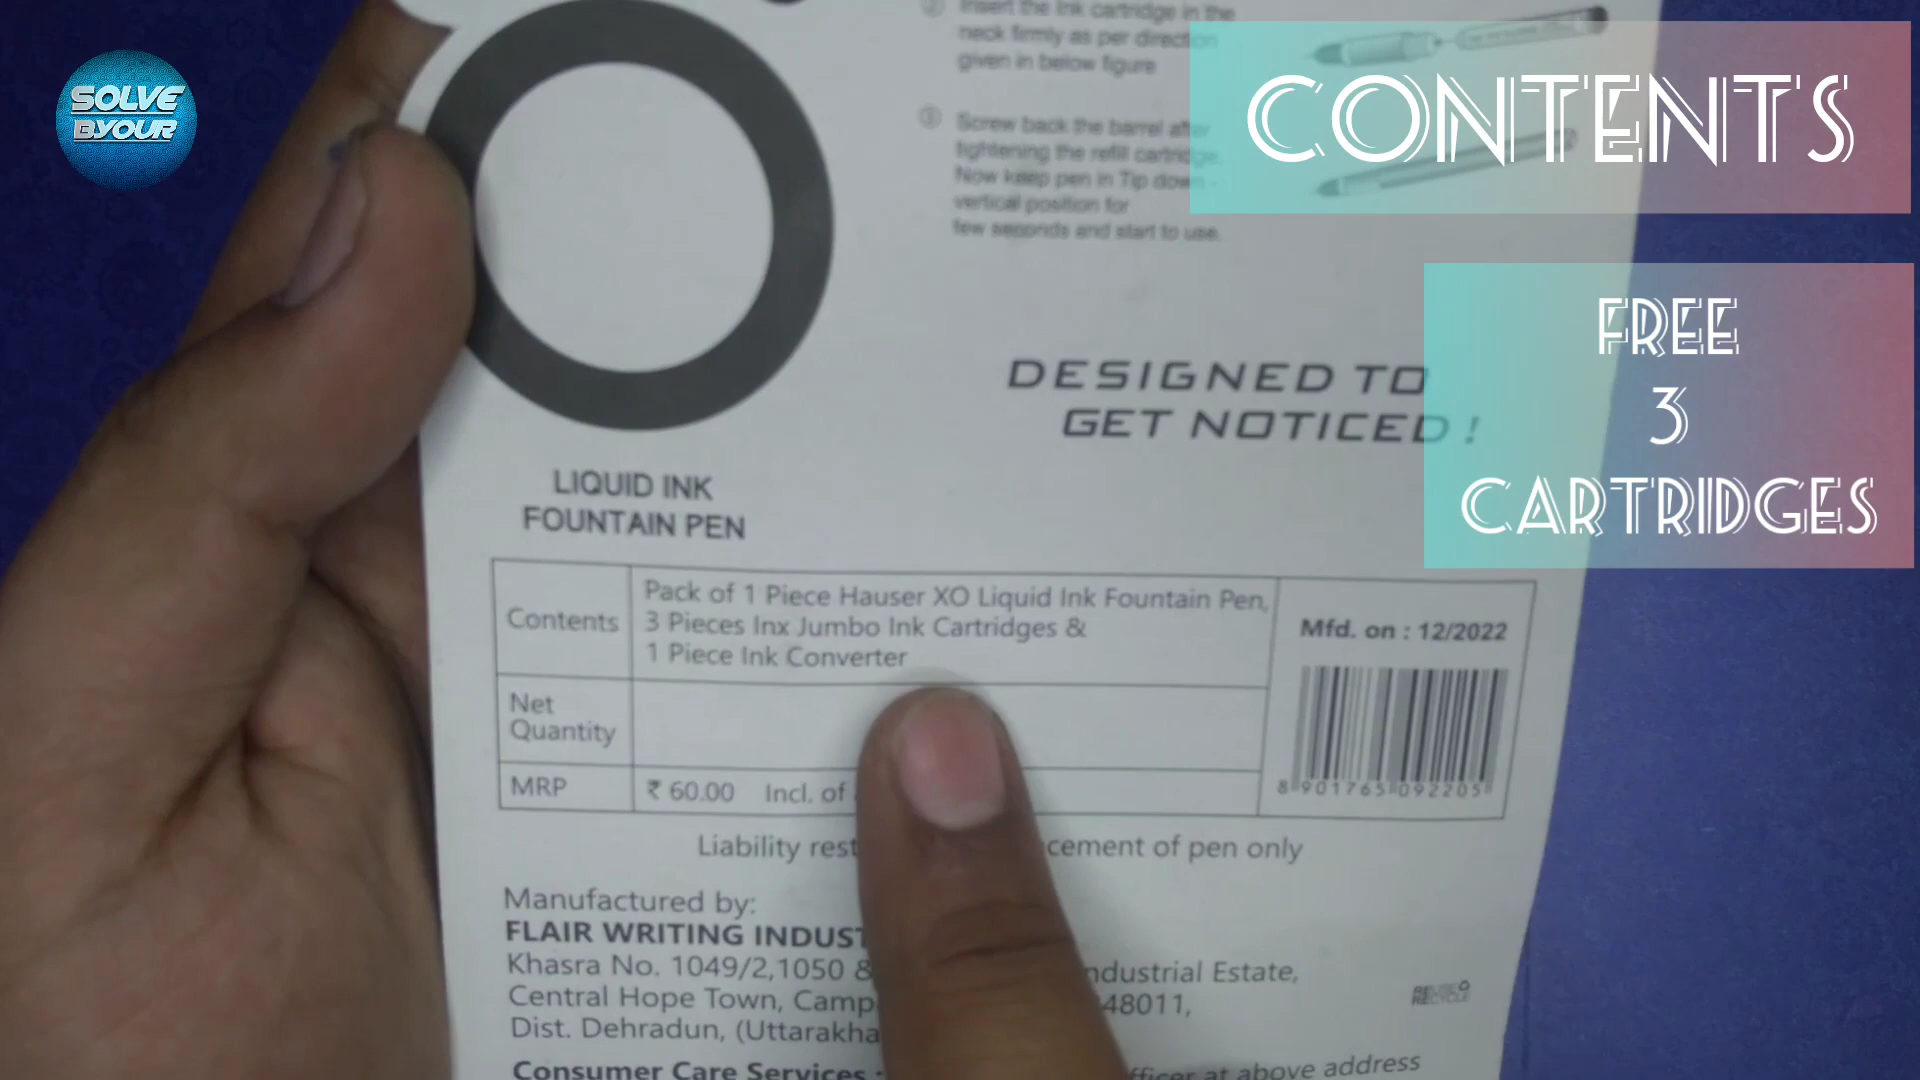 SOLVE
BYOUR
② Insert the ink cartridge in the
neck firmly as per direction
given in below figure
③ Screw back the barrel after
tightening the refill cartridge.
Now keep pen in Tip down -
vertical position for
few seconds and start to use.
CONTENTS
FREE
3
CARTRIDGES
DESIGNED TO
GET NOTICED !
LIQUID INK
FOUNTAIN PEN
Contents
Pack of 1 Piece Hauser XO Liquid Ink Fountain Pen,
3 Pieces Inx Jumbo Ink Cartridges &
1 Piece Ink Converter
Mfd. on : 12/2022
Net
Quantity
MRP
₹ 60.00 Incl. of
8 901765 092205
Liability cement of pen only
Manufactured by:
FLAIR WRITING
Khasra No. 1049/2,1050 & Estate,
Central Hope Town, 48011,
Dist. Dehradun,
REUSE
RECYCLE
Consumer Care Services : at above address